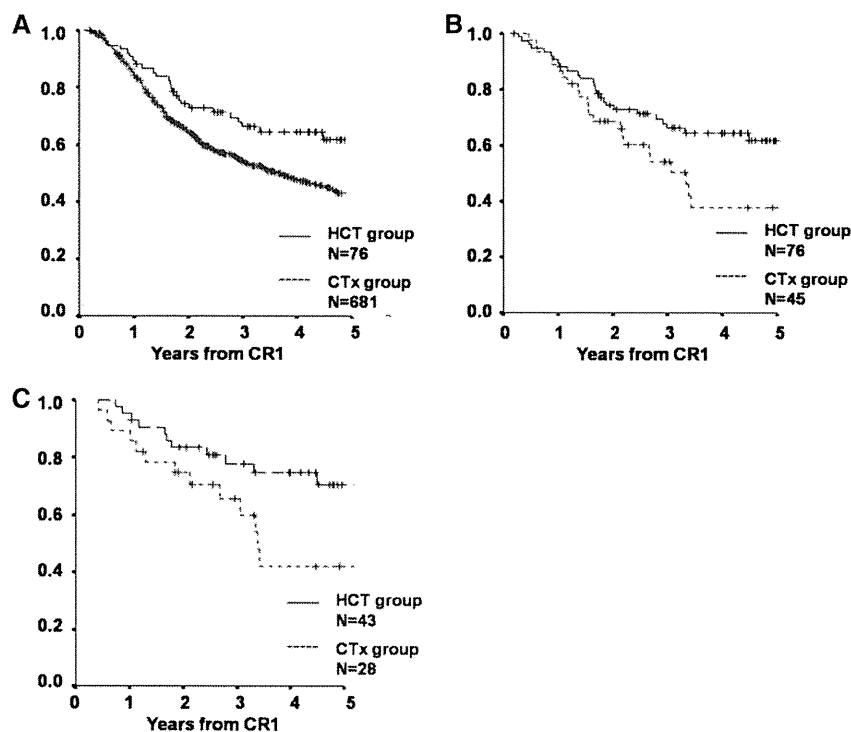 A
1.0
0.8
0.6
0.4
0.2
0.0
0 1 2 3 4 5
Years from CR1
HCT group
N=76
CTx group
N=681
B
1.0
0.8
0.6
0.4
0.2
0.0
0 1 2 3 4 5
Years from CR1
HCT group
N=76
CTx group
N=45
C
1.0
0.8
0.6
0.4
0.2
0.0
0 1 2 3 4 5
Years from CR1
HCT group
N=43
CTx group
N=28